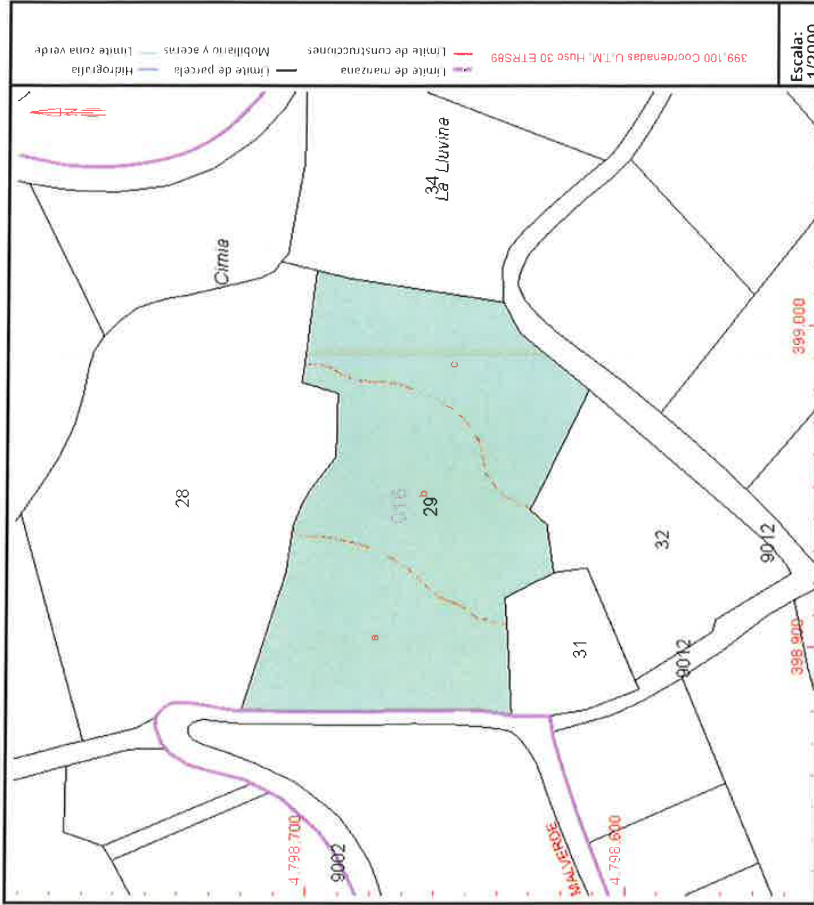 399,100 Coordenadas U.T.M. Huso 30 ETRS89
Límite de manzana
Límite de parcela
Límite zona verde
Límite de construcciones
Mobiliario y aceras
Hidrografía
Escala:
1/2000
Cimia
34
La Lluvina
28
016
29
a
b
c
31
32
9012
9012
9002
MALVERDE
4,798,700
4,798,600
398,900
399,000